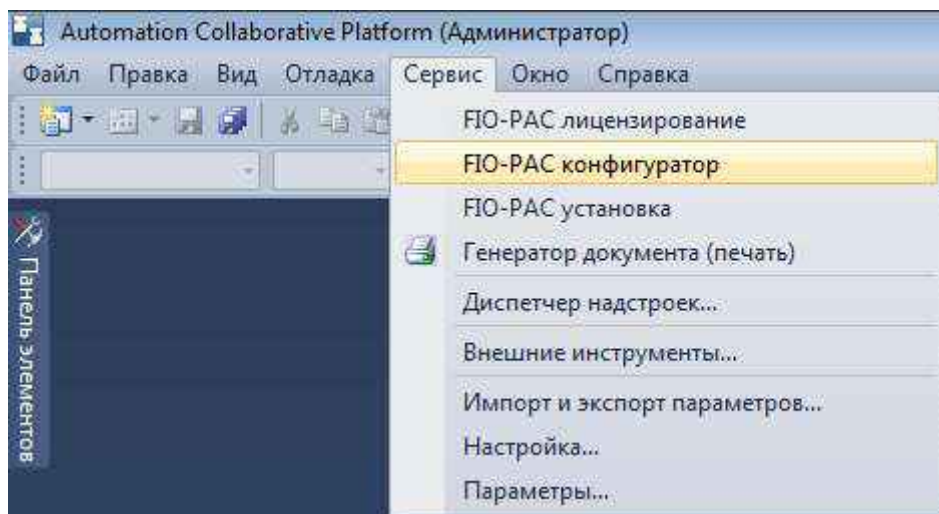 Automation Collaborative Platform (Администратор)
Файл Правка Вид Отладка Сервис Окно Справка
FIO-PAC лицензирование
FIO-PAC конфигуратор
FIO-PAC установка
Генератор документа (печать)
Диспетчер надстроек...
Внешние инструменты...
Импорт и экспорт параметров...
Настройка...
Параметры...
Панель элементов